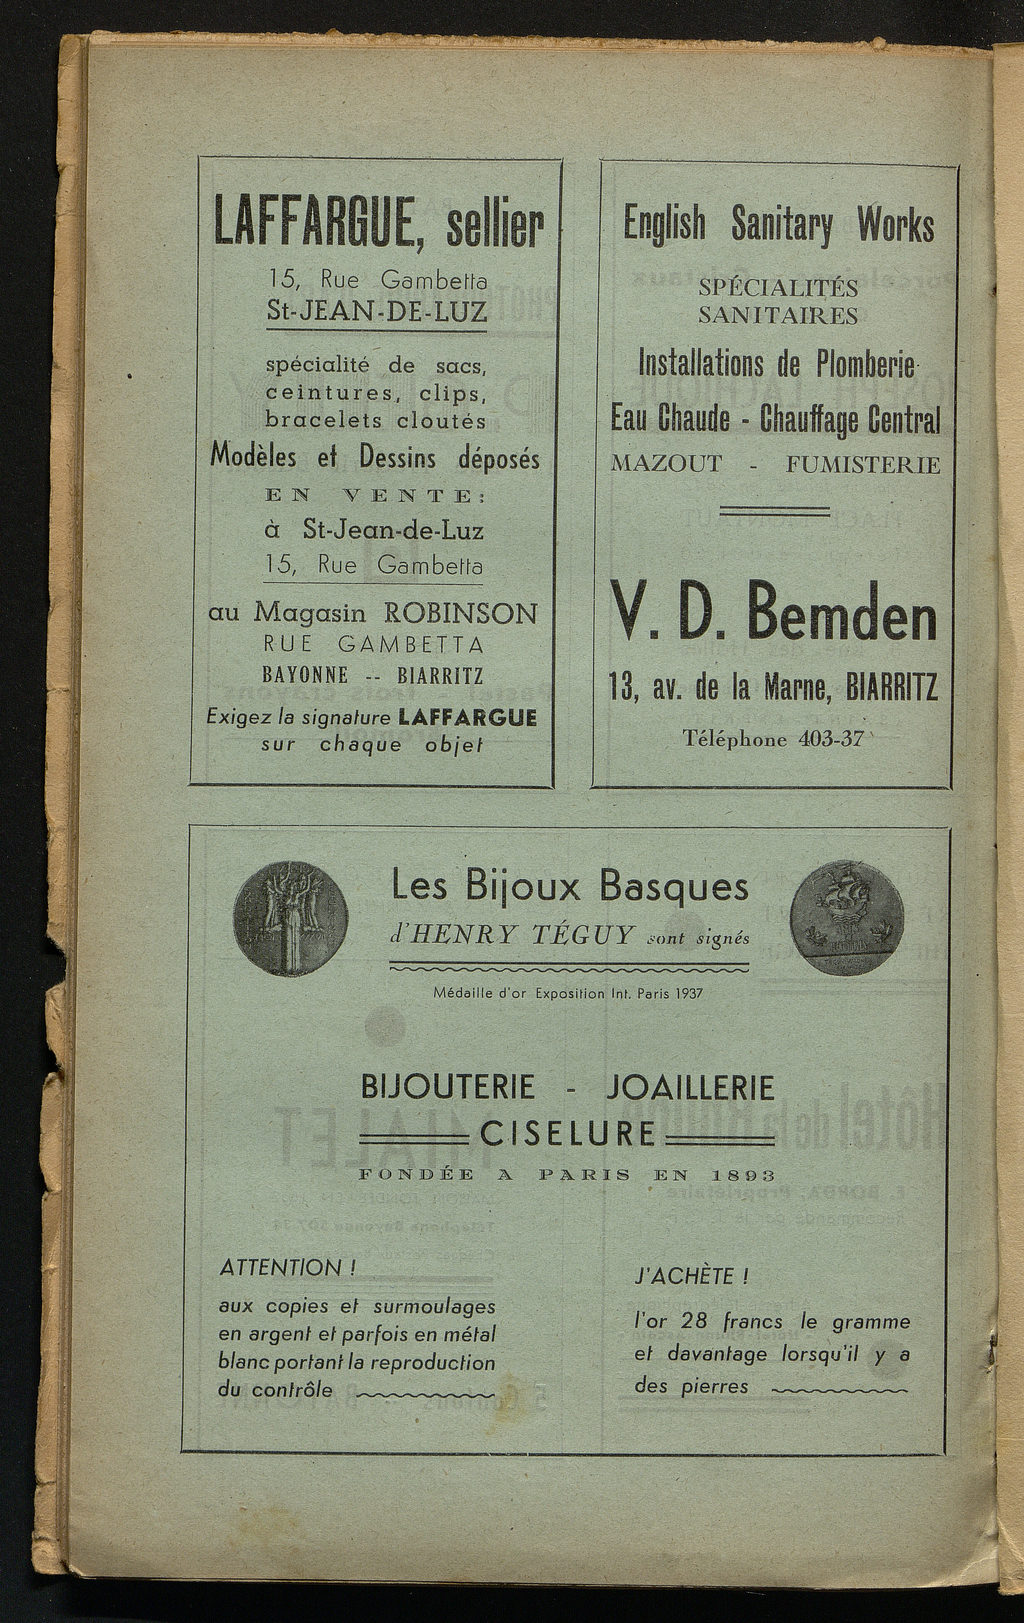 LAFFARGUE, sellier
15, Rue Gambetta
St-JEAN-DE-LUZ
spécialité de sacs,
ceintures, clips,
bracelets cloutés
Modèles et Dessins déposés
EN VENTE:
à St-Jean-de-Luz
15, Rue Gambetta
au Magasin ROBINSON
RUE GAMBETTA
BAYONNE -- BIARRITZ
Exigez la signature LAFFARGUE
sur chaque objet
English Sanitary Works
SPÉCIALITÉS
SANITAIRES
Installations de Plomberie
Eau Chaude - Chauffage Central
MAZOUT - FUMISTERIE
V. D. Bemden
13, av. de la Marne, BIARRITZ
Téléphone 403-37
Les Bijoux Basques
d'HENRY TÉGUY sont signés
Médaille d'or Exposition Int. Paris 1937
BIJOUTERIE - JOAILLERIE
CISELURE
FONDÉE A PARIS EN 1893
ATTENTION !
aux copies et surmoulages
en argent et parfois en métal
blanc portant la reproduction
du contrôle
J'ACHÈTE !
l'or 28 francs le gramme
et davantage lorsqu'il y a
des pierres